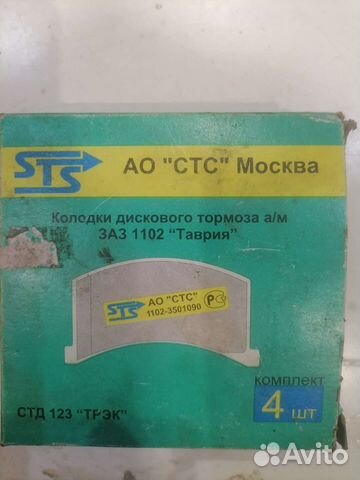 STS
АО "СТС" Москва
Колодки дискового тормоза а/м
ЗАЗ 1102 "Таврия"
STS
АО "СТС"
1102-3501090
РС
комплект
4 шт
СТД 123 "ТРЭК"
Avito